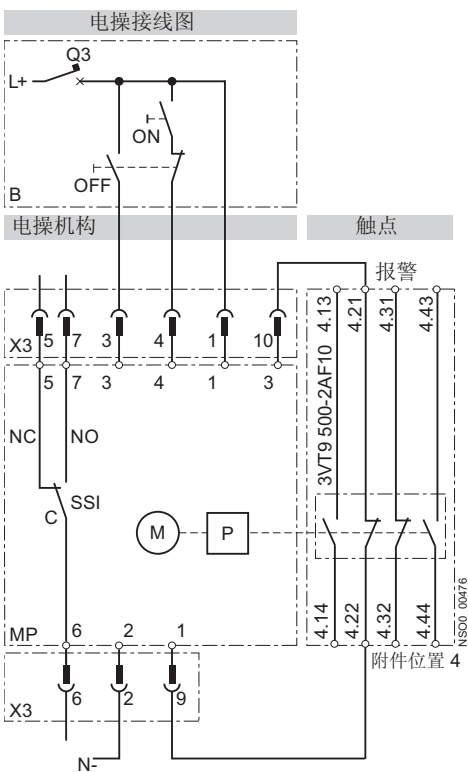 电操接线图
Q3
L+
ON
OFF
B
电操机构
触点
报警
X3
5 7 3 4 1 10
5 7 3 4 1 3
4.13 4.21 4.31 4.43
3VT9 500-2AF10
NC NO
C SSI
M P
4.14 4.22 4.32 4.44
NSO0_00476
MP 6 2 1
附件位置 4
X3
6 2 9
N-